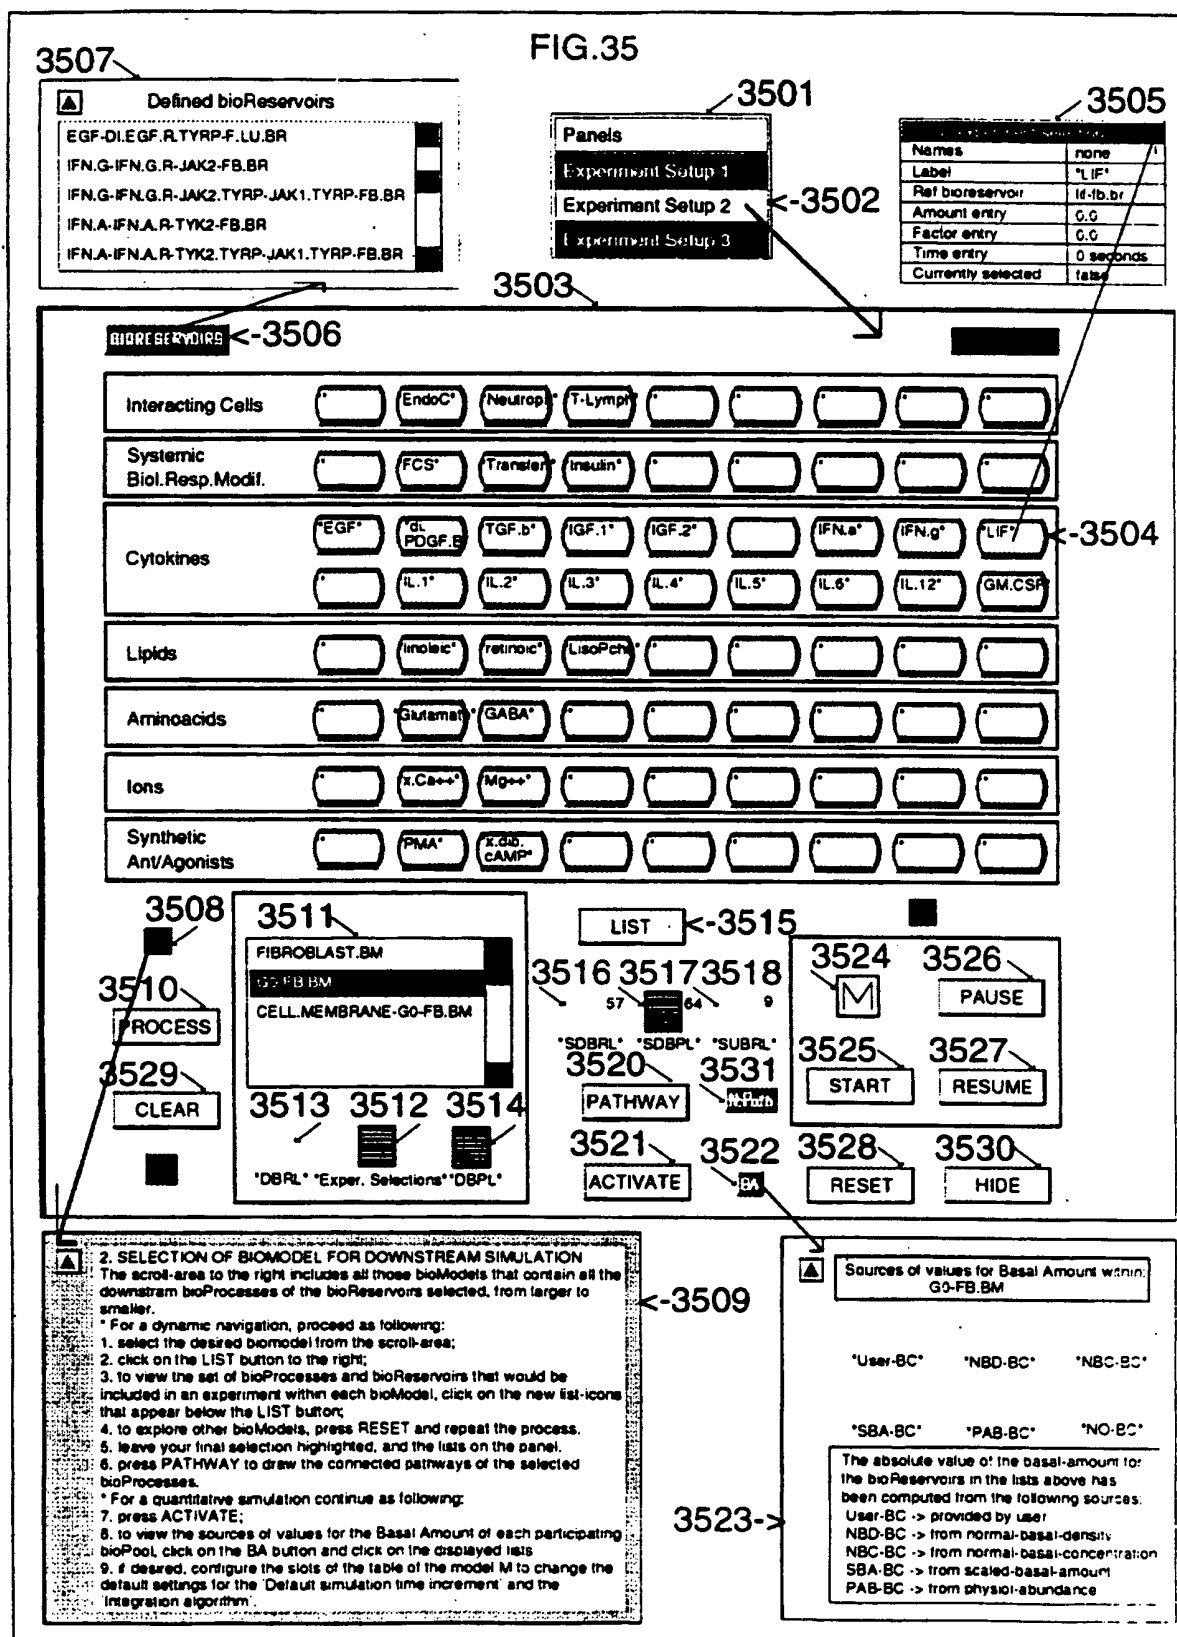 FIG.35
3507
Defined bioReservoirs
EGF-DI.EGF.R.TYRP-F.LU.BR
IFN.G-IFN.G.R-JAK2-FB.BR
IFN.G-IFN.G.R-JAK2.TYRP-JAK1.TYRP-FB.BR
IFN.A-IFN.A.R-TYK2-FB.BR
IFN.A-IFN.A.R-TYK2.TYRP-JAK1.TYRP-FB.BR
3501
Panels
Experiment Setup 1
Experiment Setup 2
Experiment Setup 3
<-3502
3505
Names none
Label "LIF"
Ref bioreservoir lif-fb.br
Amount entry 0.0
Factor entry 0.0
Time entry 0 seconds
Currently selected false
3503
BIORESERVOIRS <-3506
Interacting Cells EndoC" Neutroph" T-Lymph"
Systemic
Biol.Resp.Modif. FCS" Transferr" Insulin"
Cytokines
"EGF" "di. PDGF.B TGF.b" IGF.1" IGF.2" IFN.a" IFN.g" "LIF" <-3504
IL.1" IL.2" IL.3" IL.4" IL.5" IL.6" IL.12" GM.CSF"
Lipids linoleic" retinoic" LisoPch"
Aminoacids "Glutamate" GABA"
Ions x.Ca++" Mg++"
Synthetic
Ant/Agonists PMA" x.dib. cAMP"
3508
3510
PROCESS
3529
CLEAR
3511
FIBROBLAST.BM
G0-FB.BM
CELL.MEMBRANE-G0-FB.BM
3513 3512 3514
"DBRL" "Exper. Selections" "DBPL"
LIST <-3515
3516 3517 3518
57 64 9
"SDBRL" "SDBPL" "SUBRL"
3520 3531
PATHWAY N.Path
3521 3522
ACTIVATE BA
3524 3526
M PAUSE
3525 3527
START RESUME
3528 3530
RESET HIDE
2. SELECTION OF BIOMODEL FOR DOWNSTREAM SIMULATION
The scroll-area to the right includes all those bioModels that contain all the
downstram bioProcesses of the bioReservoirs selected, from larger to
smaller.
* For a dynamic navigation, proceed as following:
1. select the desired biomodel from the scroll-area;
2. click on the LIST button to the right;
3. to view the set of bioProcesses and bioReservoirs that would be
included in an experiment within each bioModel, click on the new list-icons
that appear below the LIST button;
4. to explore other bioModels, press RESET and repeat the process.
5. leave your final selection highlighted, and the lists on the panel.
6. press PATHWAY to draw the connected pathways of the selected
bioProcesses.
* For a quantitative simulation continue as following:
7. press ACTIVATE;
8. to view the sources of values for the Basal Amount of each participating
bioPool, click on the BA button and click on the displayed lists
9. if desired, configure the slots of the table of the model M to change the
default settings for the 'Default simulation time increment' and the
'Integration algorithm'.
<-3509
Sources of values for Basal Amount within:
G0-FB.BM
"User-BC" "NBD-BC" "NBC-BC"
"SBA-BC" "PAB-BC" "NO-BC"
3523->
The absolute value of the basal-amount for
the bioReservoirs in the lists above has
been computed from the following sources:
User-BC -> provided by user
NBD-BC -> from normal-basal-density
NBC-BC -> from normal-basal-concentration
SBA-BC -> from scaled-basal-amount
PAB-BC -> from physiol-abundance